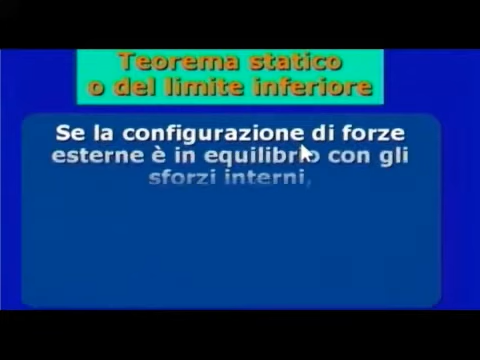 Teorema statico
o del limite inferiore
Se la configurazione di forze
esterne è in equilibrio con gli
sforzi interni,